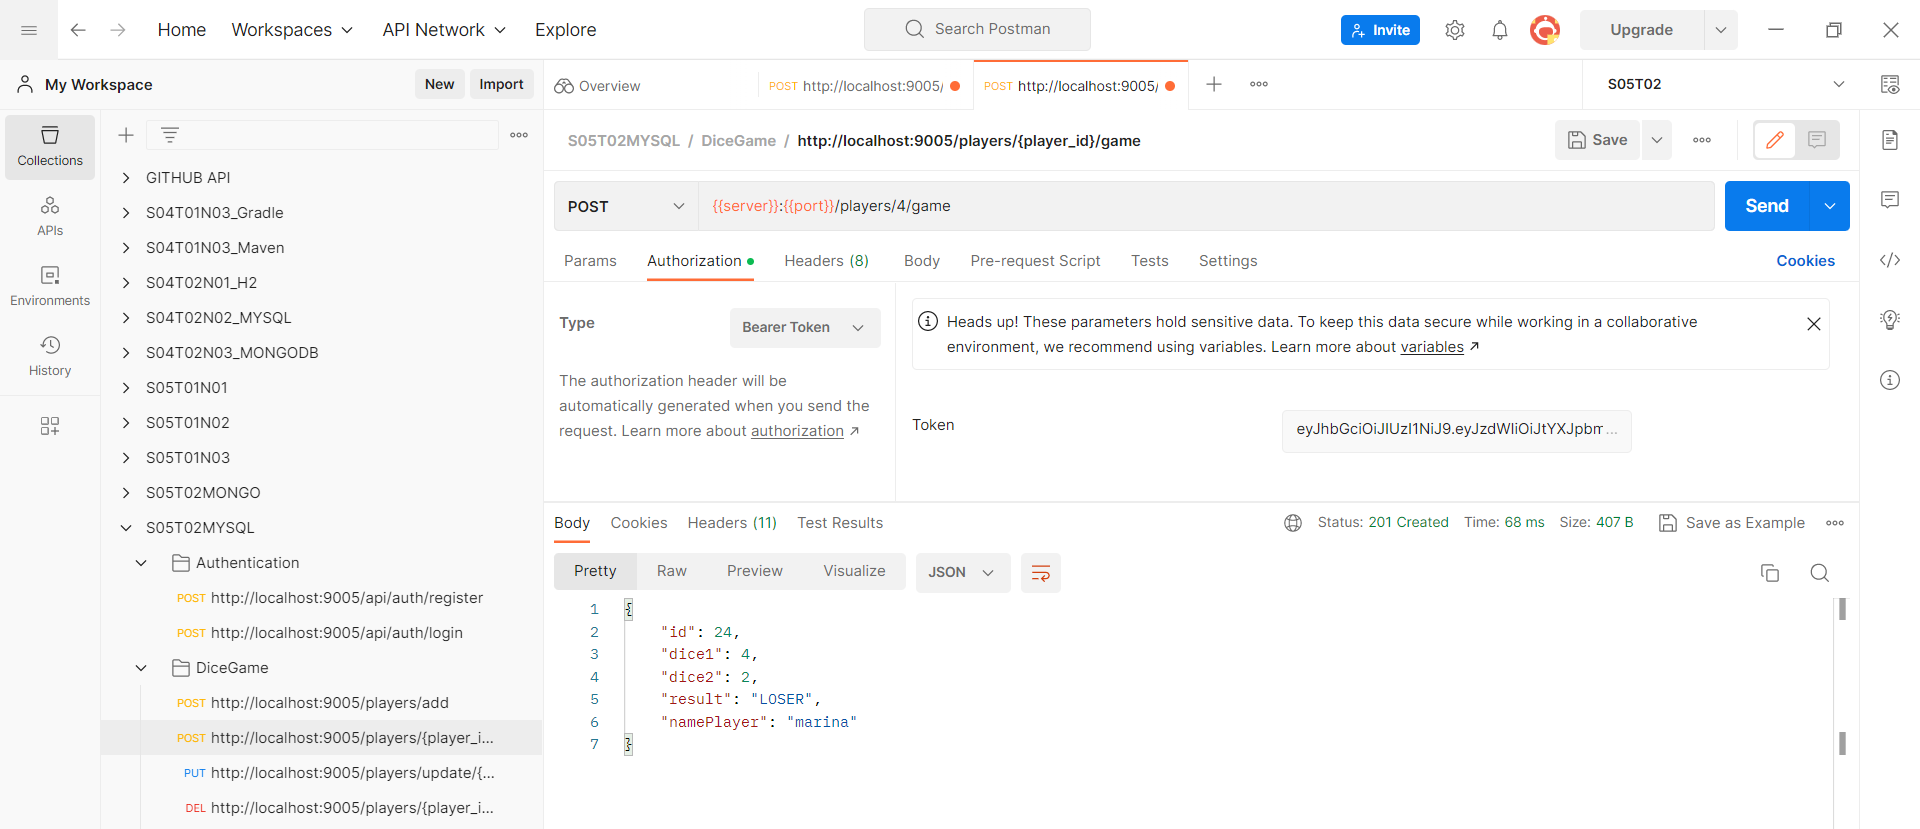 Home
Workspaces
API Network
Explore
Search Postman
Invite
Upgrade
My Workspace
New
Import
Overview
POST http://localhost:9005/
POST http://localhost:9005/
S05T02
Collections
APIs
Environments
History
GITHUB API
S04T01N03_Gradle
S04T01N03_Maven
S04T02N01_H2
S04T02N02_MYSQL
S04T02N03_MONGODB
S05T01N01
S05T01N02
S05T01N03
S05T02MONGO
S05T02MYSQL
Authentication
POST http://localhost:9005/api/auth/register
POST http://localhost:9005/api/auth/login
DiceGame
POST http://localhost:9005/players/add
POST http://localhost:9005/players/{player_i...
PUT http://localhost:9005/players/update/{...
DEL http://localhost:9005/players/{player_i...
S05T02MYSQL / DiceGame / http://localhost:9005/players/{player_id}/game
Save
POST
{{server}}:{{port}}/players/4/game
Send
Params
Authorization
Headers (8)
Body
Pre-request Script
Tests
Settings
Cookies
Type
Bearer Token
The authorization header will be
automatically generated when you send the
request. Learn more about authorization ↗
Heads up! These parameters hold sensitive data. To keep this data secure while working in a collaborative
environment, we recommend using variables. Learn more about variables ↗
Token
eyJhbGciOiJIUzI1NiJ9.eyJzdWIiOiJtYXJpbm...
Body
Cookies
Headers (11)
Test Results
Status: 201 Created
Time: 68 ms
Size: 407 B
Save as Example
Pretty
Raw
Preview
Visualize
JSON
1 {
2 "id": 24,
3 "dice1": 4,
4 "dice2": 2,
5 "result": "LOSER",
6 "namePlayer": "marina"
7 }